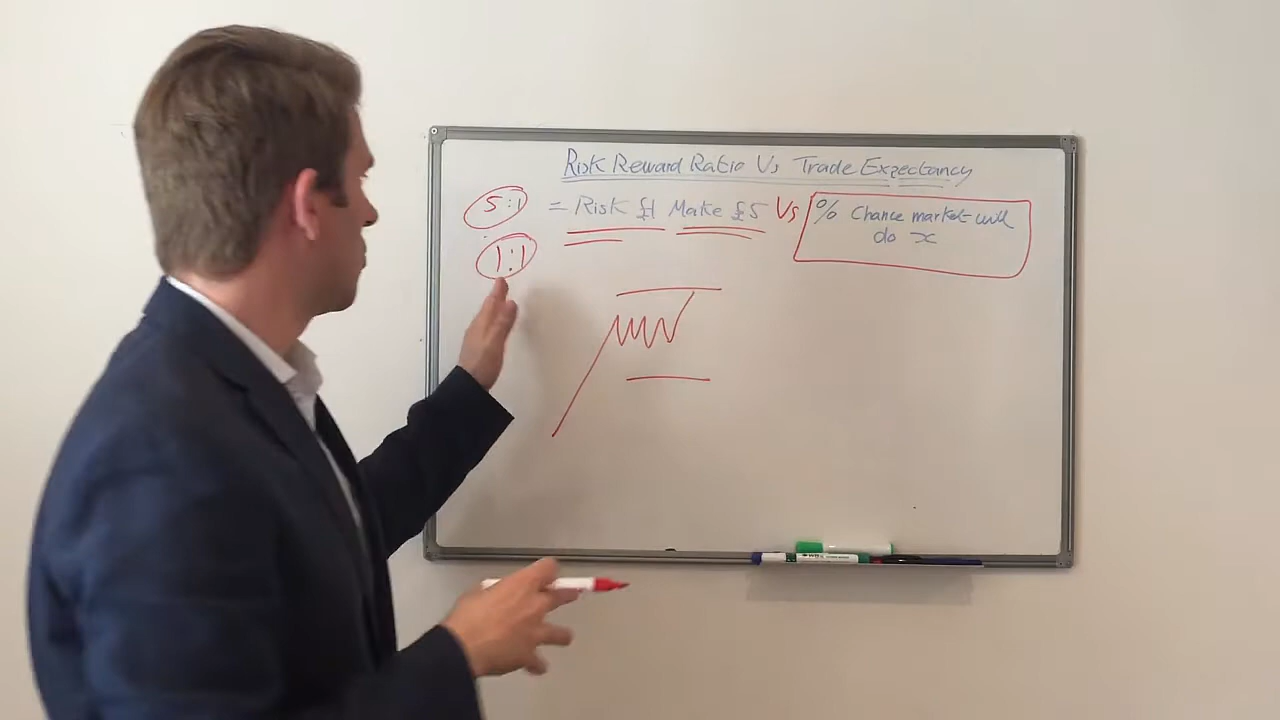 Risk Reward Ratio Vs Trade Expectancy
5:1 = Risk £1 Make £5 Vs % Chance market will
do x
1:1